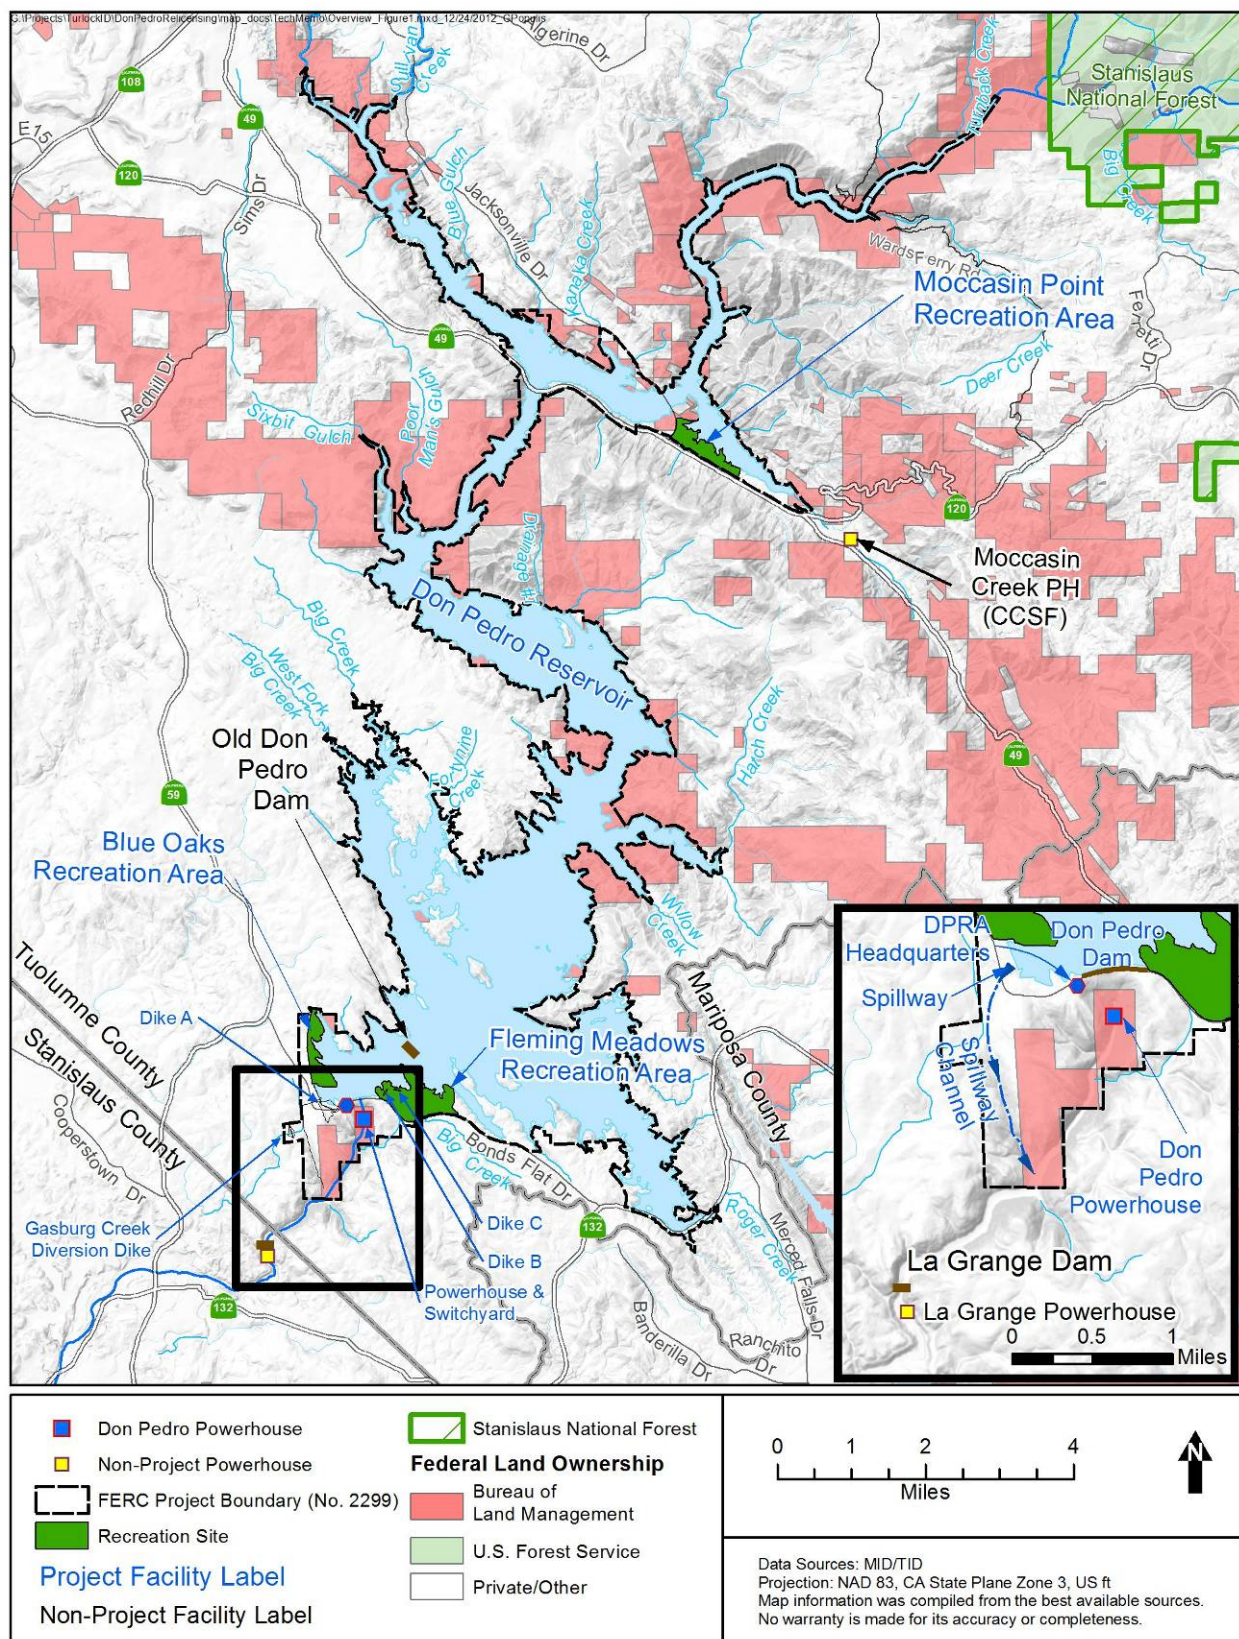 C:\Projects\TurlockID\DonPedroRelicensing\map_docs\TechMemo\Overview_Figure1.mxd_12/24/2012_GPongis
Algerine Dr
Sullivan
Creek
Turnback Creek
Stanislaus
National Forest
108
49
E15
120
Sims Dr
Blue Gulch
Jacksonville Dr
Kanaka Creek
Big
Creek
Wards Ferry Rd
Moccasin Point
Recreation Area
Ferretti Dr
49
Deer Creek
Redhill Dr
Sixbit Gulch
Poor
Man's Gulch
120
Drainage #1
Moccasin
Creek PH
(CCSF)
Don Pedro Reservoir
Big Creek
West Fork
Big Creek
Hatch Creek
Old Don
Pedro
Dam
Fortynine
Creek
49
59
Blue Oaks
Recreation Area
Willow
Creek
Tuolumne County
Stanislaus County
Mariposa County
Dike A
Fleming Meadows
Recreation Area
Cooperstown Dr
Big
Creek
Bonds Flat Dr
Gasburg Creek
Diversion Dike
Dike C
Dike B
Powerhouse &
Switchyard
132
132
Roger Creek
Merced Falls Dr
Banderilla Dr
Ranchito
Dr
DPRA
Headquarters
Don Pedro
Dam
Spillway
Spillway
Channel
Don
Pedro
Powerhouse
La Grange Dam
La Grange Powerhouse
0 0.5 1
Miles
Don Pedro Powerhouse
Non-Project Powerhouse
FERC Project Boundary (No. 2299)
Recreation Site
Project Facility Label
Non-Project Facility Label
Stanislaus National Forest
Federal Land Ownership
Bureau of
Land Management
U.S. Forest Service
Private/Other
0 1 2 4
Miles
N
Data Sources: MID/TID
Projection: NAD 83, CA State Plane Zone 3, US ft
Map information was compiled from the best available sources.
No warranty is made for its accuracy or completeness.